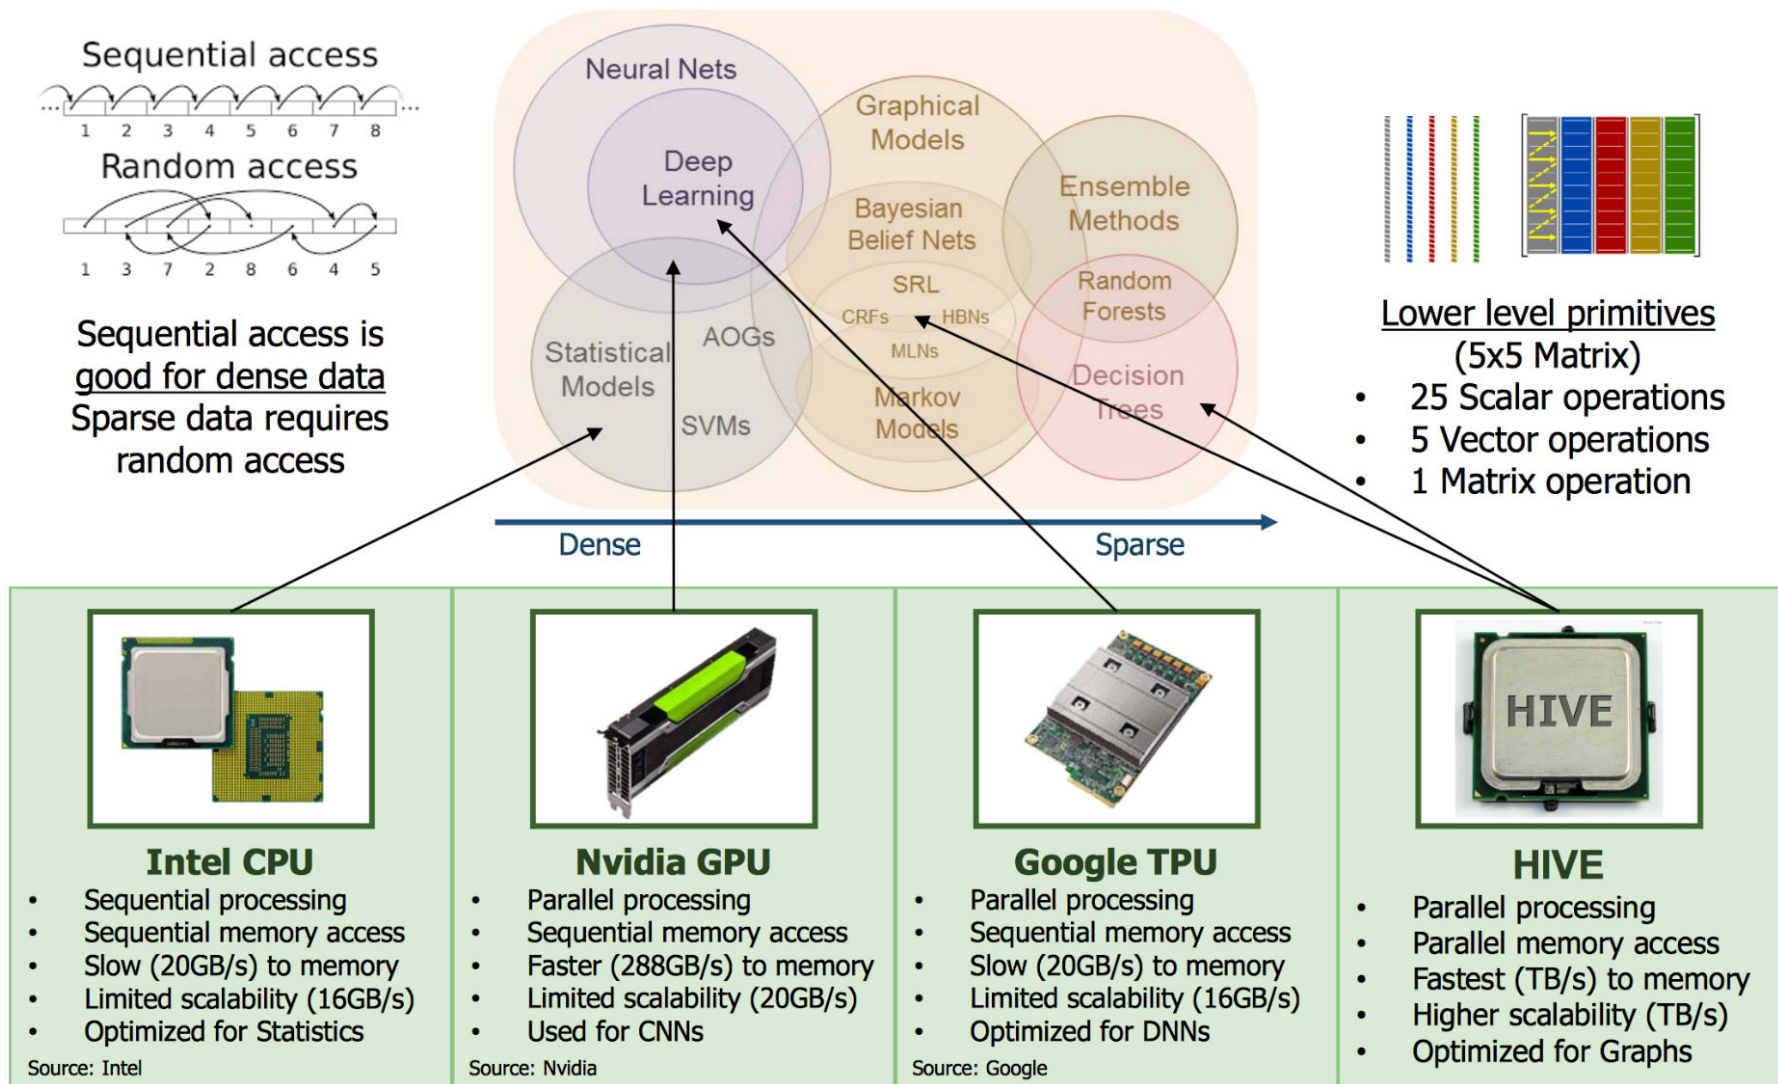 Sequential access
... ...
1 2 3 4 5 6 7 8
Random access
1 3 7 2 8 6 4 5
Sequential access is
good for dense data
Sparse data requires
random access
Neural Nets
Deep
Learning
Graphical
Models
Ensemble
Methods
Bayesian
Belief Nets
SRL
CRFs HBNs
MLNs
Random
Forests
Statistical
Models
AOGs
SVMs
Markov
Models
Decision
Trees
Dense Sparse
Lower level primitives
(5x5 Matrix)
• 25 Scalar operations
• 5 Vector operations
• 1 Matrix operation
Intel CPU
• Sequential processing
• Sequential memory access
• Slow (20GB/s) to memory
• Limited scalability (16GB/s)
• Optimized for Statistics
Source: Intel
Nvidia GPU
• Parallel processing
• Sequential memory access
• Faster (288GB/s) to memory
• Limited scalability (20GB/s)
• Used for CNNs
Source: Nvidia
Google TPU
• Parallel processing
• Sequential memory access
• Slow (20GB/s) to memory
• Limited scalability (16GB/s)
• Optimized for DNNs
Source: Google
HIVE
HIVE
• Parallel processing
• Parallel memory access
• Fastest (TB/s) to memory
• Higher scalability (TB/s)
• Optimized for Graphs